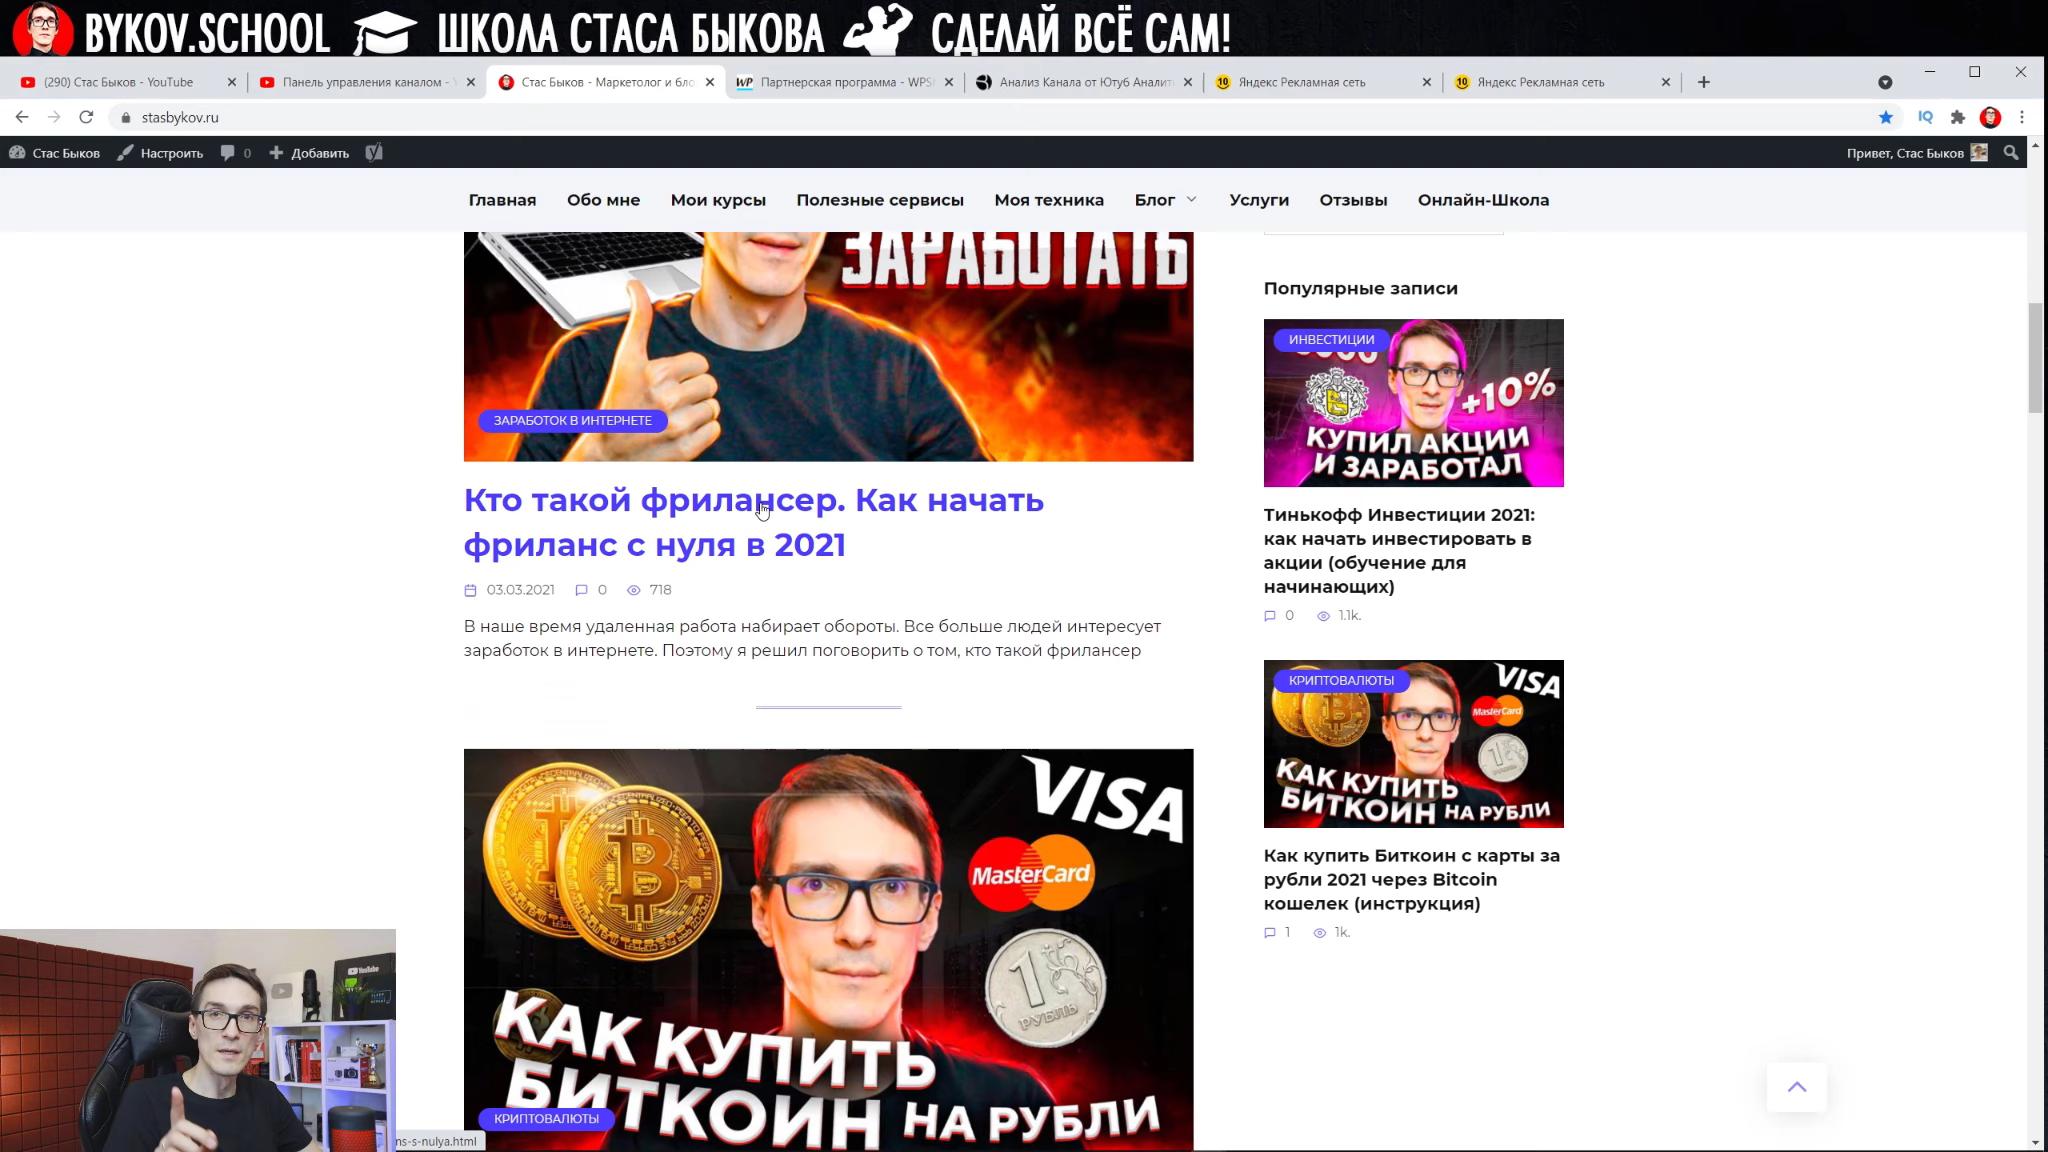 BYKOV.SCHOOL ШКОЛА СТАСА БЫКОВА СДЕЛАЙ ВСЁ САМ!
(290) Стас Быков - YouTube
Панель управления каналом -
Стас Быков - Маркетолог и бло
Партнерская программа - WPS
Анализ Канала от Ютуб Аналит
Яндекс Рекламная сеть
Яндекс Рекламная сеть
stasbykov.ru
Стас Быков
Настроить
0
Добавить
Привет, Стас Быков
Главная
Обо мне
Мои курсы
Полезные сервисы
Моя техника
Блог
Услуги
Отзывы
Онлайн-Школа
ЗАРАБОТАТЬ
ЗАРАБОТОК В ИНТЕРНЕТЕ
Кто такой фрилансер. Как начать
фриланс с нуля в 2021
03.03.2021 0 718
В наше время удаленная работа набирает обороты. Все больше людей интересует
заработок в интернете. Поэтому я решил поговорить о том, кто такой фрилансер
VISA
MasterCard
1
РУБЛЬ
КАК КУПИТЬ
БИТКОИН НА РУБЛИ
КРИПТОВАЛЮТЫ
ns-s-nulya.html
Популярные записи
ИНВЕСТИЦИИ
+10%
КУПИЛ АКЦИИ
И ЗАРАБОТАЛ
Тинькофф Инвестиции 2021:
как начать инвестировать в
акции (обучение для
начинающих)
0 1.1k.
КРИПТОВАЛЮТЫ
VISA
MasterCard
1
КАК КУПИТЬ
БИТКОИН НА РУБЛИ
Как купить Биткоин с карты за
рубли 2021 через Bitcoin
кошелек (инструкция)
1 1k.
YouTube